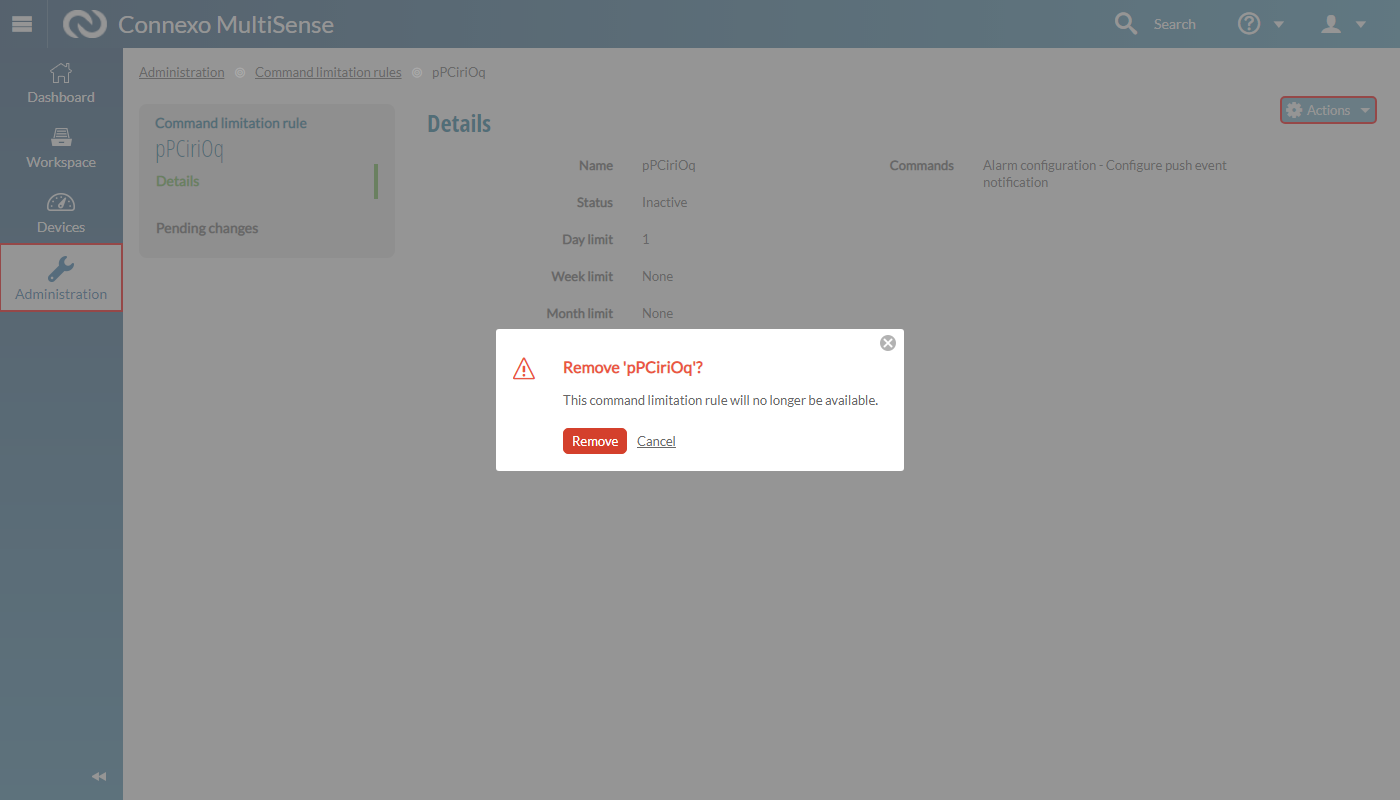 Connexo MultiSense
Search
Dashboard
Workspace
Devices
Administration
Administration
Command limitation rules
pPCiriOq
Command limitation rule
pPCiriOq
Details
Pending changes
Details
Actions
Name pPCiriOq
Status Inactive
Day limit 1
Week limit None
Month limit None
Commands Alarm configuration - Configure push event
notification
Remove 'pPCiriOq'?
This command limitation rule will no longer be available.
Remove Cancel